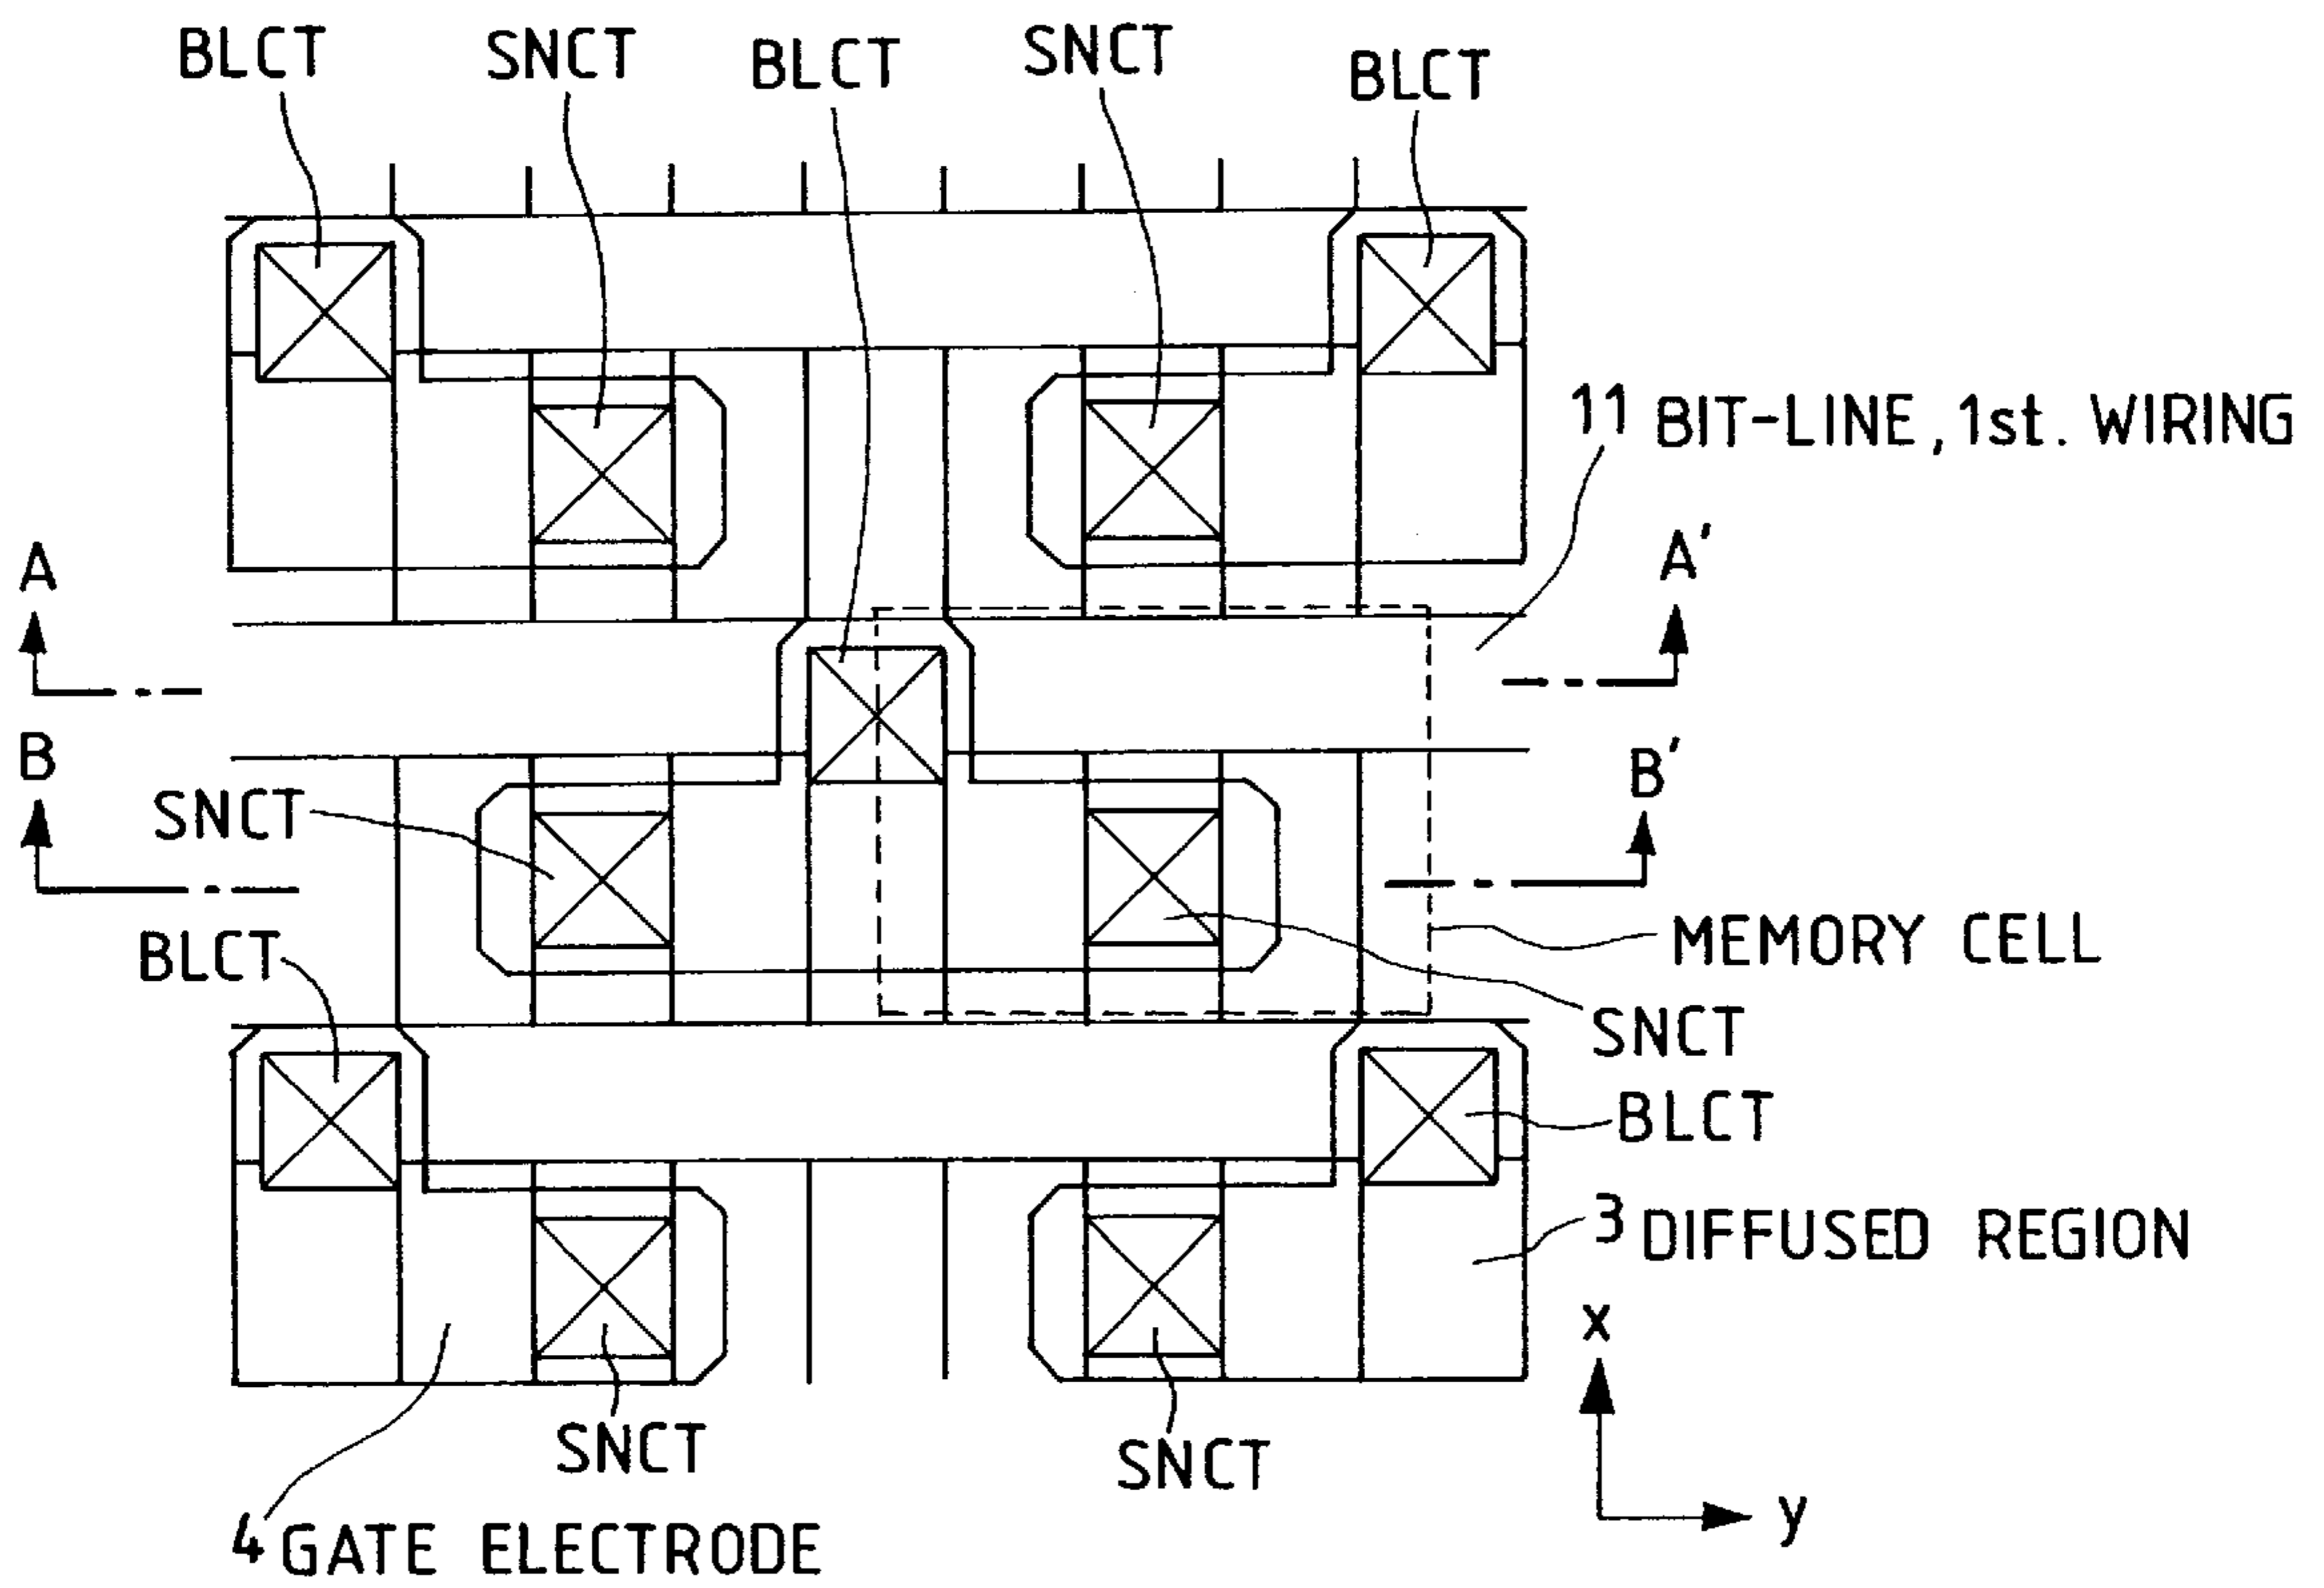 BLCT
SNCT
BLCT
SNCT
BLCT
11 BIT-LINE, 1st. WIRING
A
A'
B
B'
SNCT
MEMORY CELL
BLCT
SNCT
BLCT
3 DIFFUSED REGION
x
SNCT
SNCT
y
4 GATE ELECTRODE